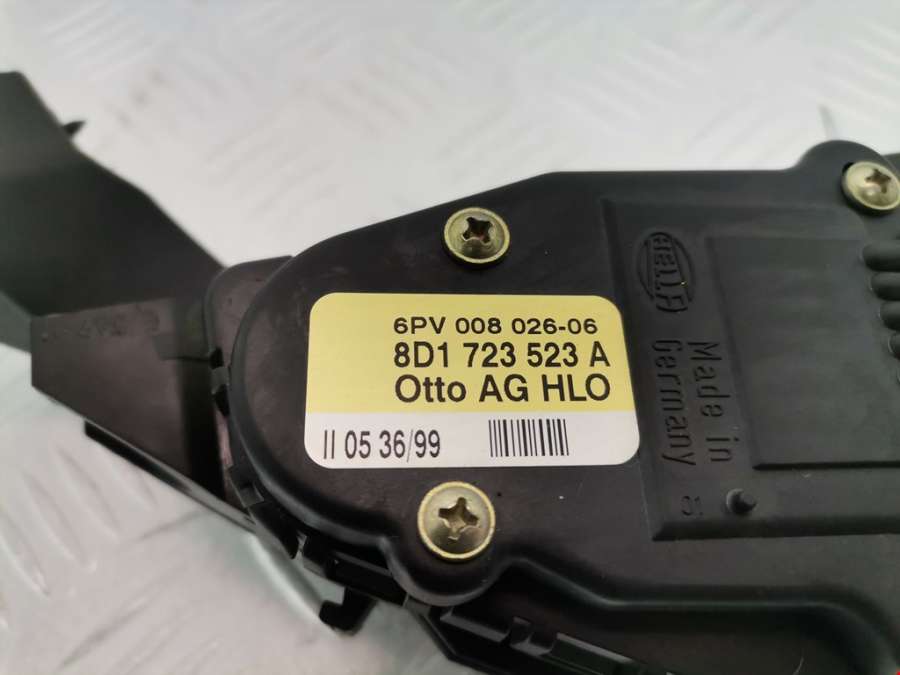 6PV 008 026-06
8D1 723 523 A
Otto AG HLO
II 05 36/99
HELLA
Made in
Germany